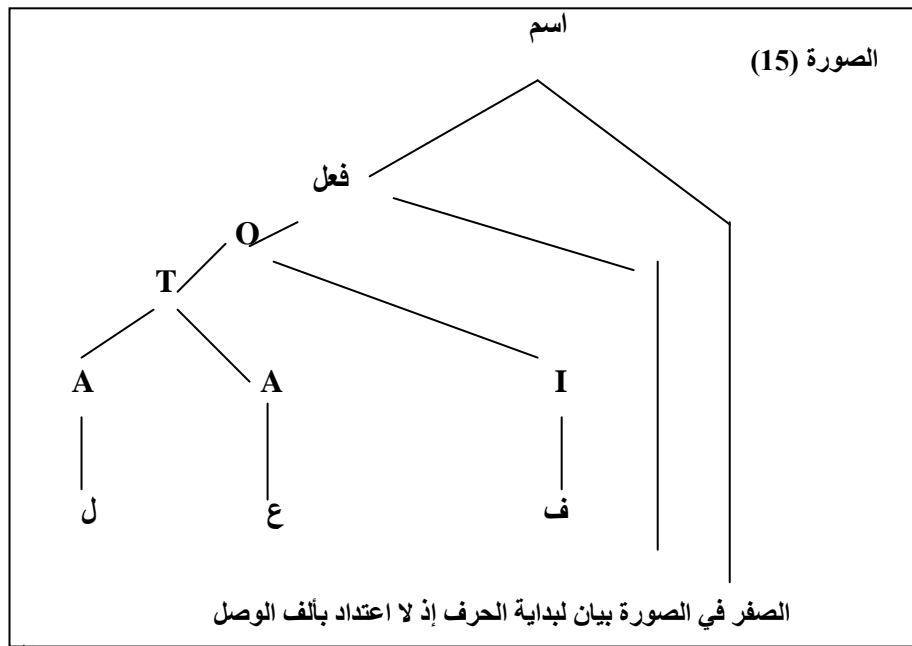 اسم
الصورة (15)
فعل
O
T
I A A
ف ع ل
الصفر في الصورة بيان لبداية الحرف إذ لا اعتداد بألف الوصل